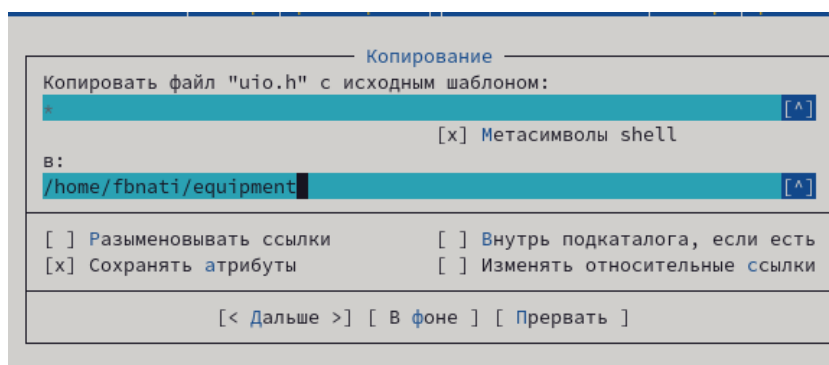 Копирование
Копировать файл "uio.h" с исходным шаблоном:
* [^]
[x] Метасимволы shell
в:
/home/fbnati/equipment [^]
[ ] Разыменовывать ссылки [ ] Внутрь подкаталога, если есть
[x] Сохранять атрибуты [ ] Изменять относительные ссылки
[< Дальше >] [ В фоне ] [ Прервать ]